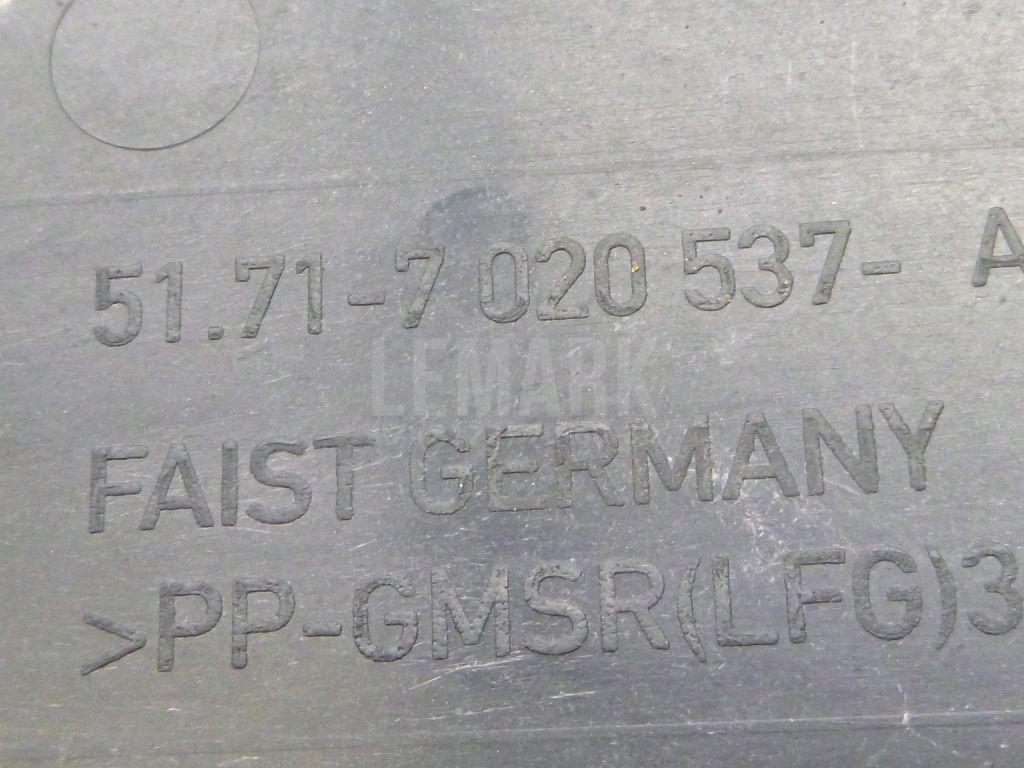 51.71-7 020 537- A
LEMARK
FAIST GERMANY
>PP-GMSR(LFG)3